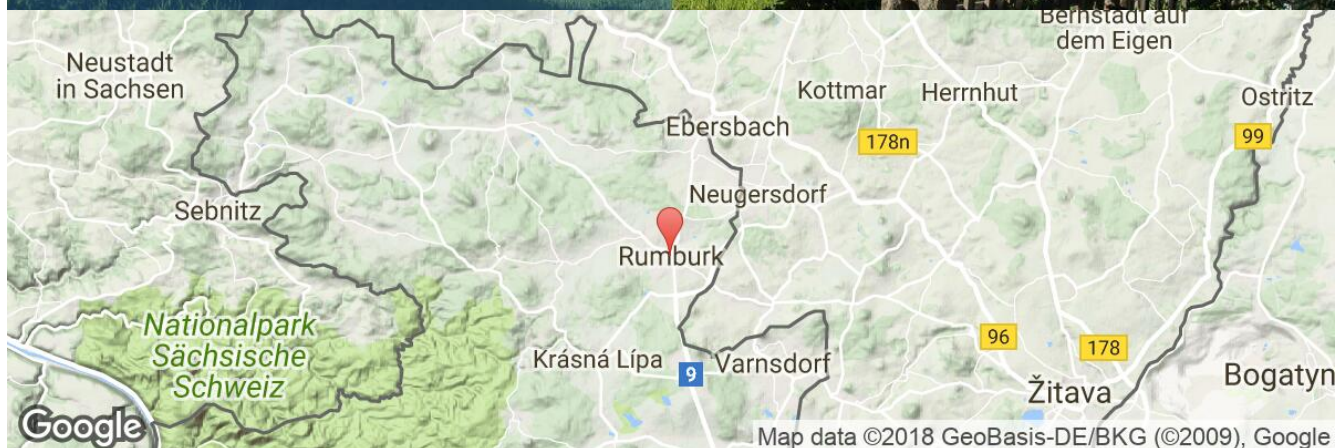 Bernstadt auf
dem Eigen
Neustadt
in Sachsen
Kottmar
Herrnhut
Ostritz
Ebersbach
178n
99
Neugersdorf
Sebnitz
Rumburk
Nationalpark
Sächsische
Schweiz
96
178
Krásná Lípa
9
Varnsdorf
Žitava
Bogatyn
Google
Map data ©2018 GeoBasis-DE/BKG (©2009), Google